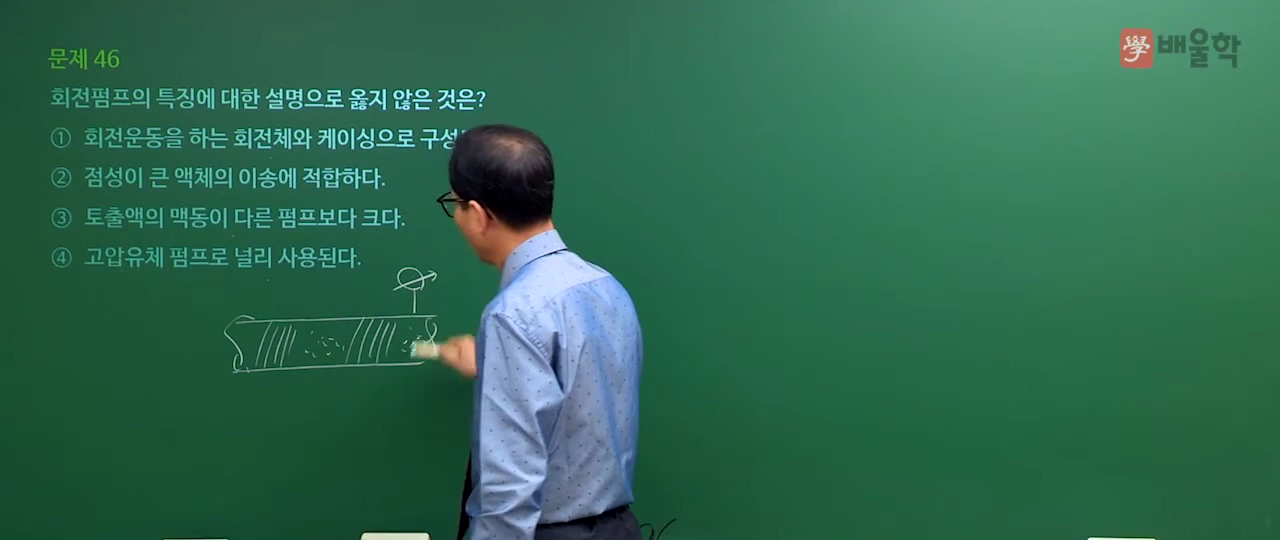 學 배울학
문제 46
회전펌프의 특징에 대한 설명으로 옳지 않은 것은?
① 회전운동을 하는 회전체와 케이싱으로
② 점성이 큰 액체의 이송에 적합하다.
③ 토출액의 맥동이 다른 펌프보다 크다.
④ 고압유체 펌프로 널리 사용된다.